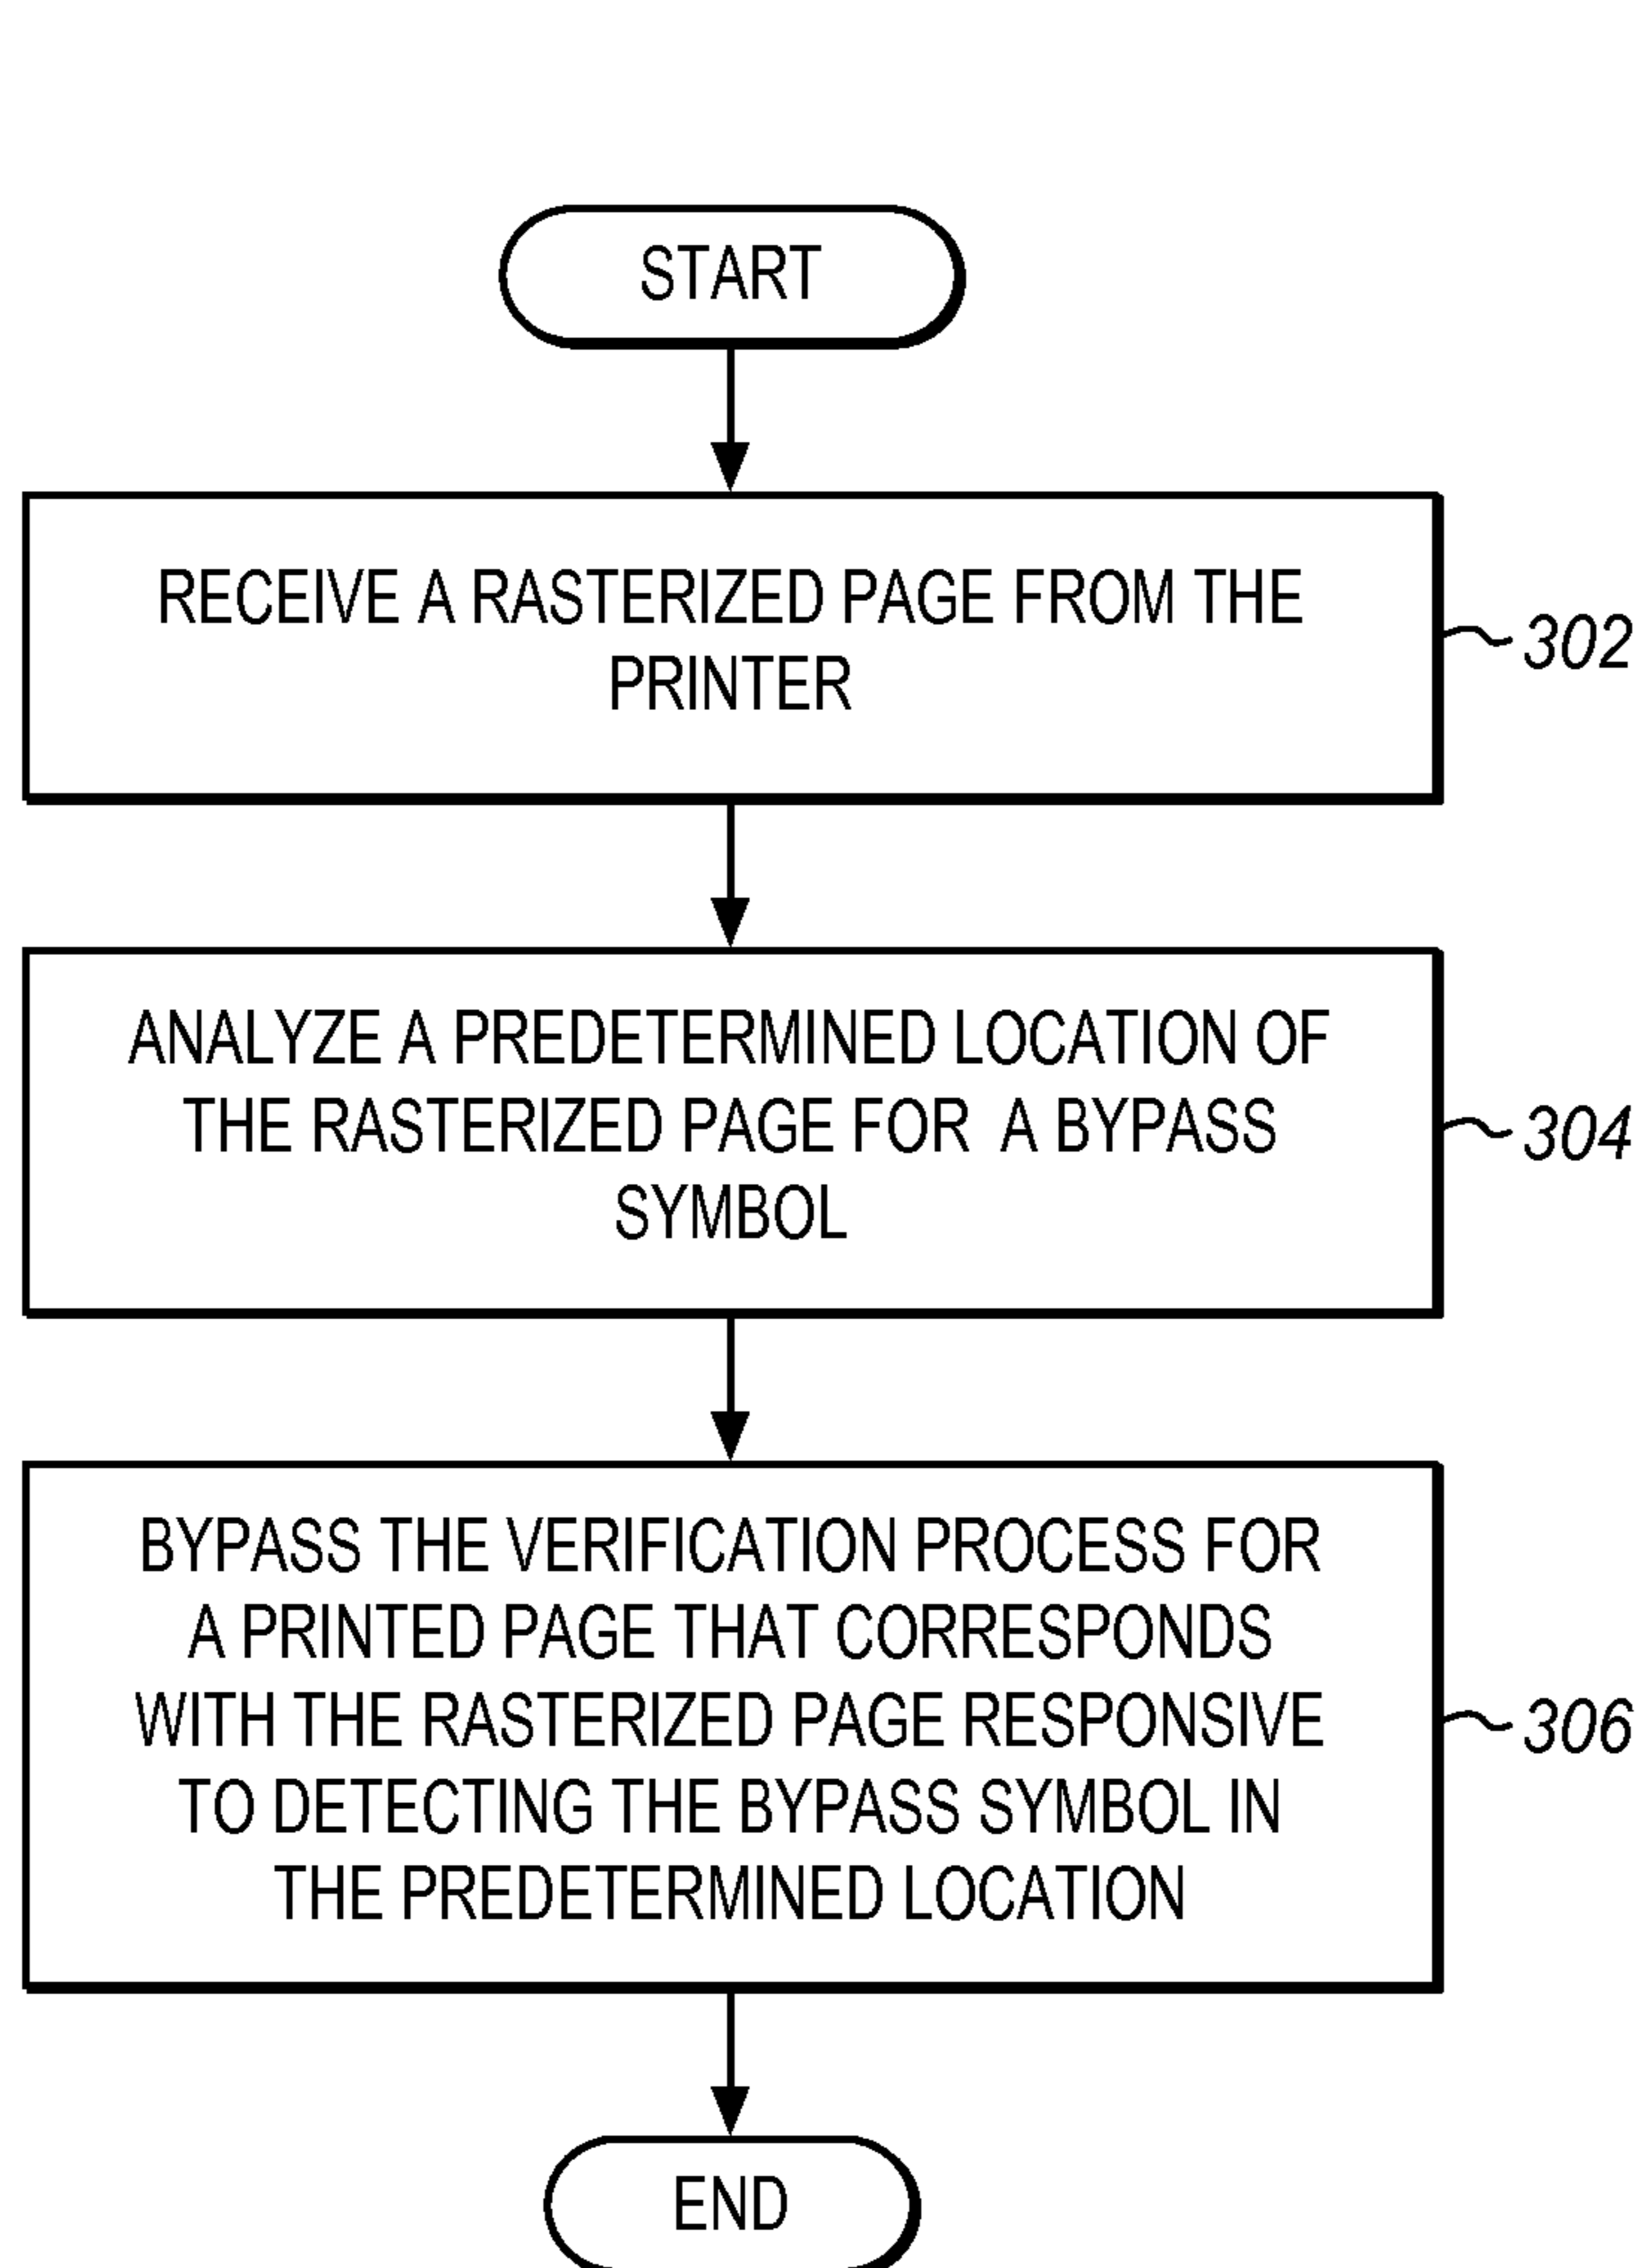 START
RECEIVE A RASTERIZED PAGE FROM THE
PRINTER
302
ANALYZE A PREDETERMINED LOCATION OF
THE RASTERIZED PAGE FOR A BYPASS
SYMBOL
304
BYPASS THE VERIFICATION PROCESS FOR
A PRINTED PAGE THAT CORRESPONDS
WITH THE RASTERIZED PAGE RESPONSIVE
TO DETECTING THE BYPASS SYMBOL IN
THE PREDETERMINED LOCATION
306
END